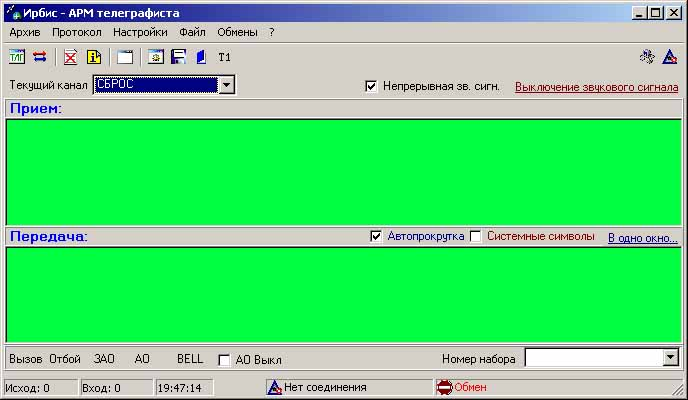 Ирбис - АРМ телеграфиста
Архив Протокол Настройки Файл Обмены ?
ТЛГ T1
Текущий канал СБРОС Непрерывная зв. сигн. Выключение звукового сигнала
Прием:
Передача: Автопрокрутка Системные символы В одно окно...
Вызов Отбой ЗАО АО BELL АО Выкл Номер набора
Исход: 0 Вход: 0 19:47:14 Нет соединения Обмен